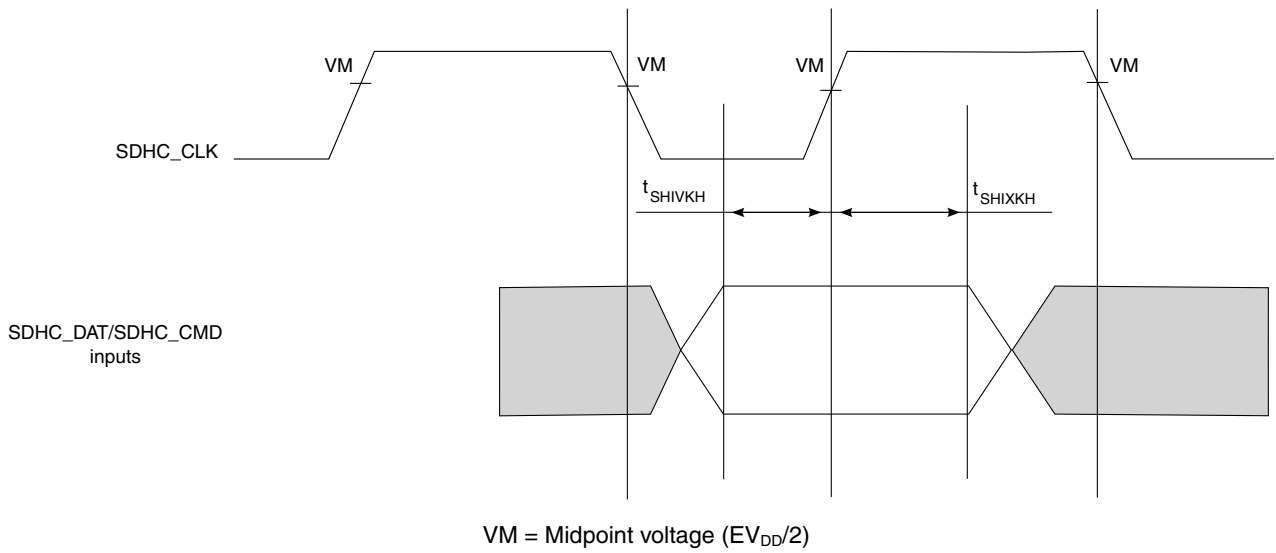 VM VM VM VM
SDHC_CLK
tSHIVKH tSHIXKH
SDHC_DAT/SDHC_CMD
inputs
VM = Midpoint voltage (EVDD/2)